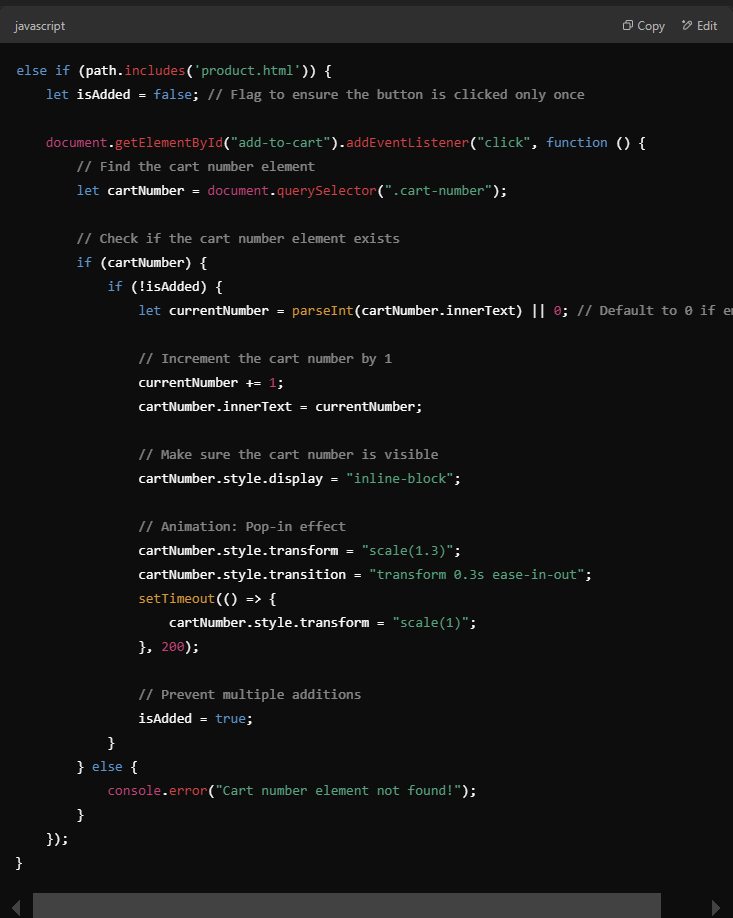 javascript
Copy
Edit
else if (path.includes('product.html')) {
let isAdded = false; // Flag to ensure the button is clicked only once
document.getElementById("add-to-cart").addEventListener("click", function () {
// Find the cart number element
let cartNumber = document.querySelector(".cart-number");
// Check if the cart number element exists
if (cartNumber) {
if (!isAdded) {
let currentNumber = parseInt(cartNumber.innerText) || 0; // Default to 0 if
// Increment the cart number by 1
currentNumber += 1;
cartNumber.innerText = currentNumber;
// Make sure the cart number is visible
cartNumber.style.display = "inline-block";
// Animation: Pop-in effect
cartNumber.style.transform = "scale(1.3)";
cartNumber.style.transition = "transform 0.3s ease-in-out";
setTimeout(() => {
cartNumber.style.transform = "scale(1)";
}, 200);
// Prevent multiple additions
isAdded = true;
}
} else {
console.error("Cart number element not found!");
}
});
}